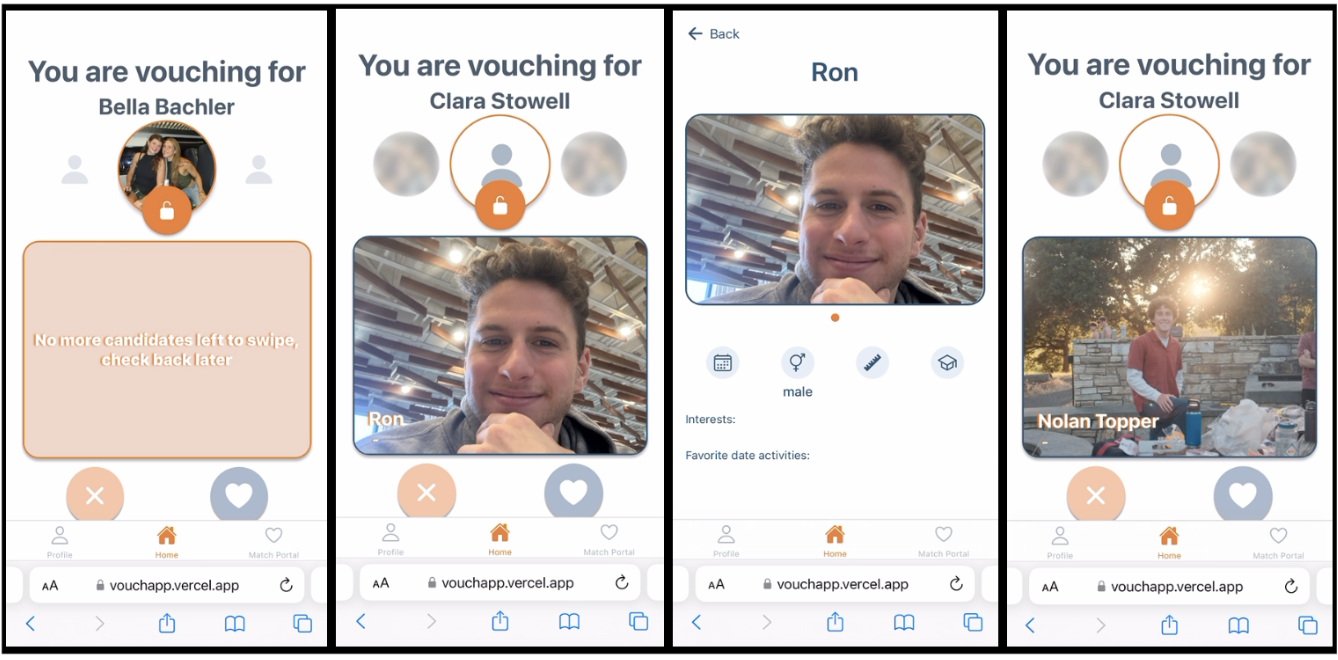 You are vouching for
Bella Bachler
No more candidates left to swipe,
check back later
Profile
Home
Match Portal
AA
vouchapp.vercel.app
You are vouching for
Clara Stowell
Ron
-
Profile
Home
Match Portal
AA
vouchapp.vercel.app
Back
Ron
male
Interests:
Favorite date activities:
Profile
Home
Match Portal
AA
vouchapp.vercel.app
You are vouching for
Clara Stowell
Nolan Topper
-
Profile
Home
Match Portal
AA
vouchapp.vercel.app